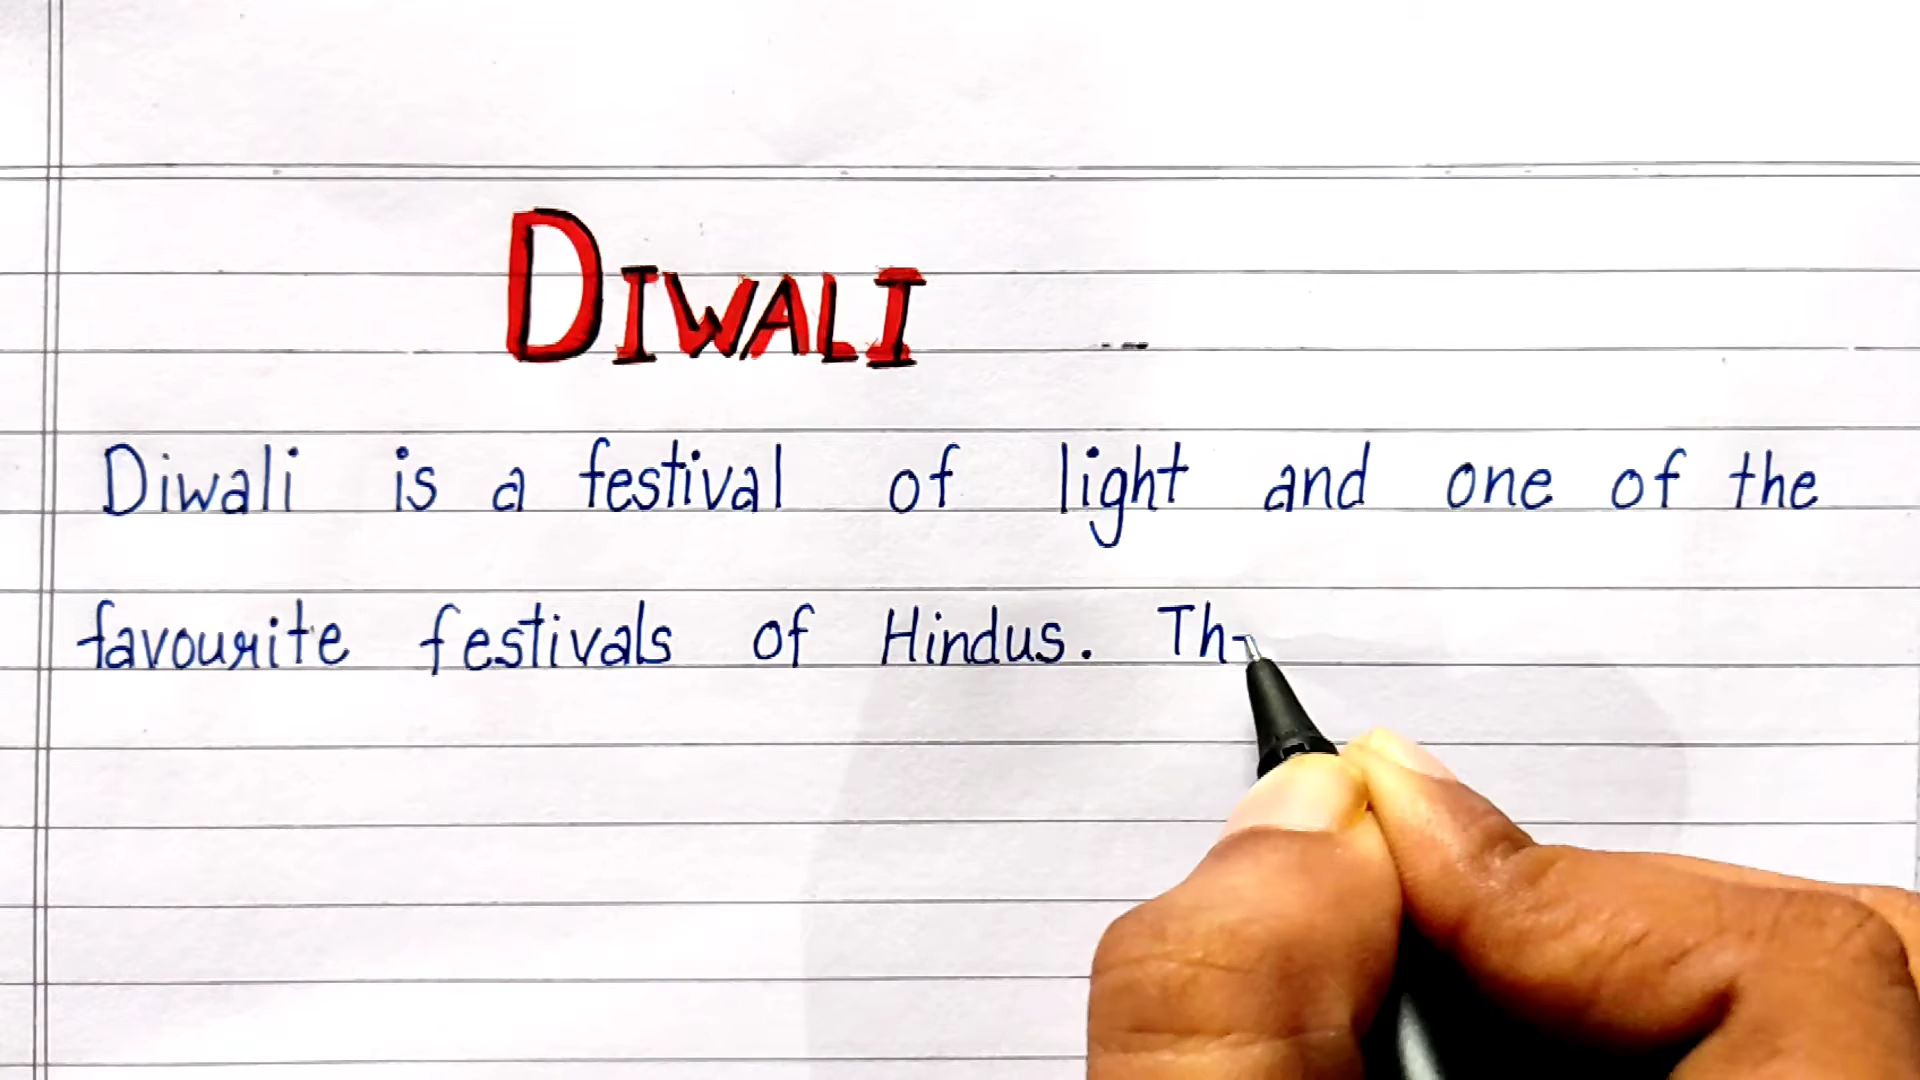 DIWALI
Diwali is a festival of light and one of the
favourite festivals of Hindus. Th